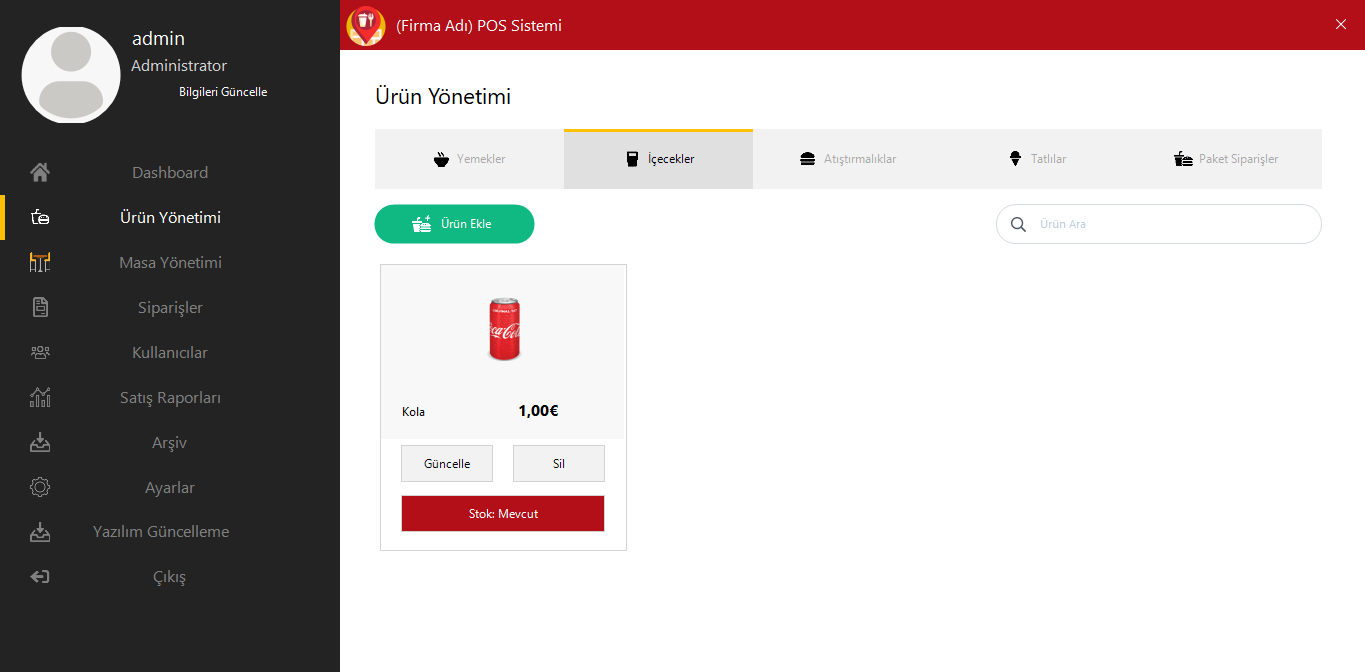 admin
Administrator
Bilgileri Güncelle
Dashboard
Ürün Yönetimi
Masa Yönetimi
Siparişler
Kullanıcılar
Satış Raporları
Arşiv
Ayarlar
Yazılım Güncelleme
Çıkış
(Firma Adı) POS Sistemi
Ürün Yönetimi
Yemekler
İçecekler
Atıştırmalıklar
Tatlılar
Paket Siparişler
Ürün Ekle
Ürün Ara
Kola
1,00€
Güncelle
Sil
Stok: Mevcut